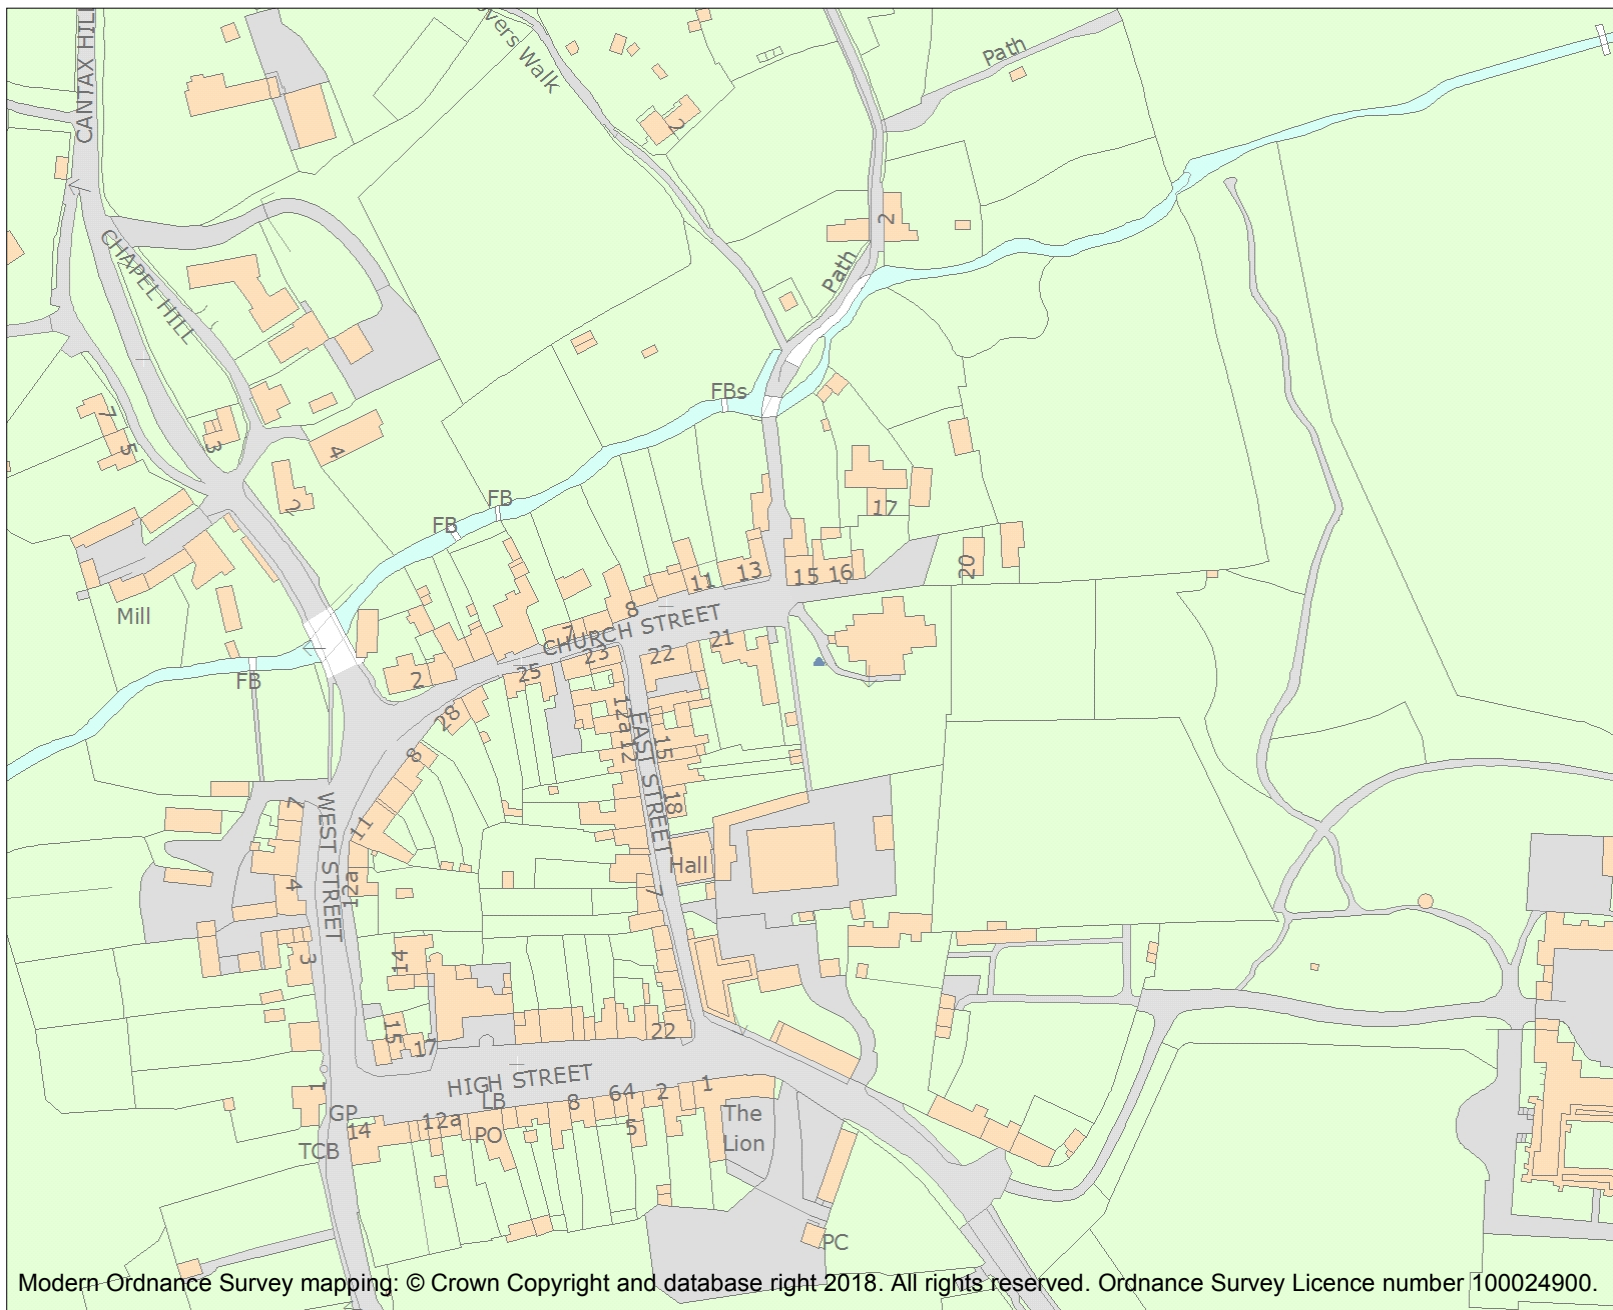 CANTAX HILL
overs Walk
Path
2
2
Path
CHAPEL HILL
FBs
7
5
3
4
2
FB
FB
17
20
Mill
13
11
15
16
8
7
CHURCH STREET
21
22
23
25
2
FB
28
12a
12
EAST STREET
15
18
8
7
WEST STREET
11
12a
4
Hall
7
3
14
15
17
22
HIGH STREET
1
GP
LB
14
12a
PO
8
64
5
2
1
The
Lion
TCB
PC
Modern Ordnance Survey mapping: © Crown Copyright and database right 2018. All rights reserved. Ordnance Survey Licence number 100024900.